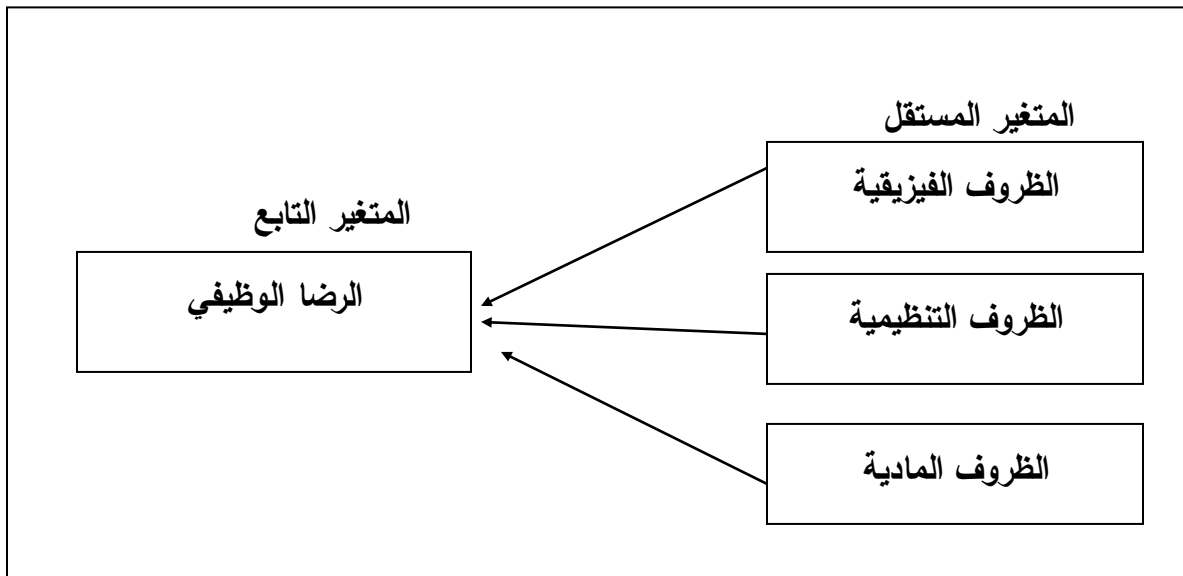 المتغير المستقل
الظروف الفيزيقية
المتغير التابع
الرضا الوظيفي
الظروف التنظيمية
الظروف المادية